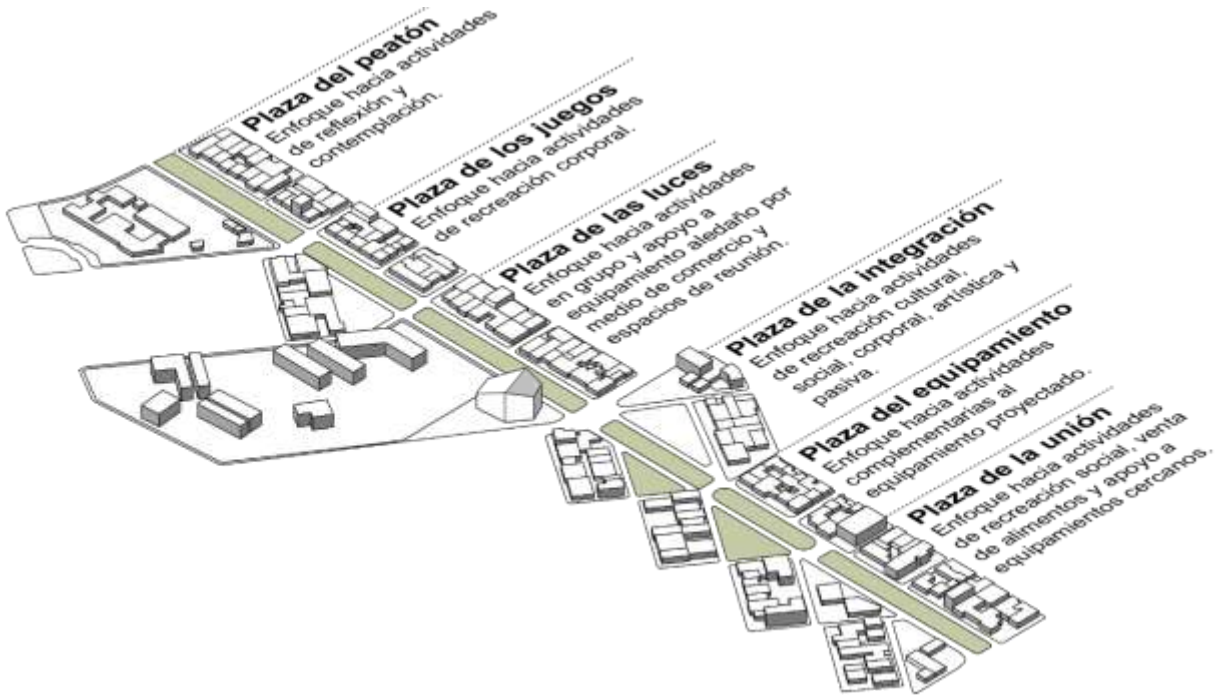 Plaza del peatón
Enfoque hacia actividades
de reflexión y
contemplación.
Plaza de los juegos
Enfoque hacia actividades
de recreación corporal.
Plaza de las luces
Enfoque hacia actividades
en grupo y apoyo a
equipamiento aledaño por
medio de comercio y
espacios de reunión.
Plaza de la integración
Enfoque hacia actividades
de recreación cultural,
social, corporal, artística y
pasiva.
Plaza del equipamiento
Enfoque hacia actividades
complementarias al
equipamiento proyectado.
Plaza de la unión
Enfoque hacia actividades
de recreación social, venta
de alimentos y apoyo a
equipamientos cercanos.